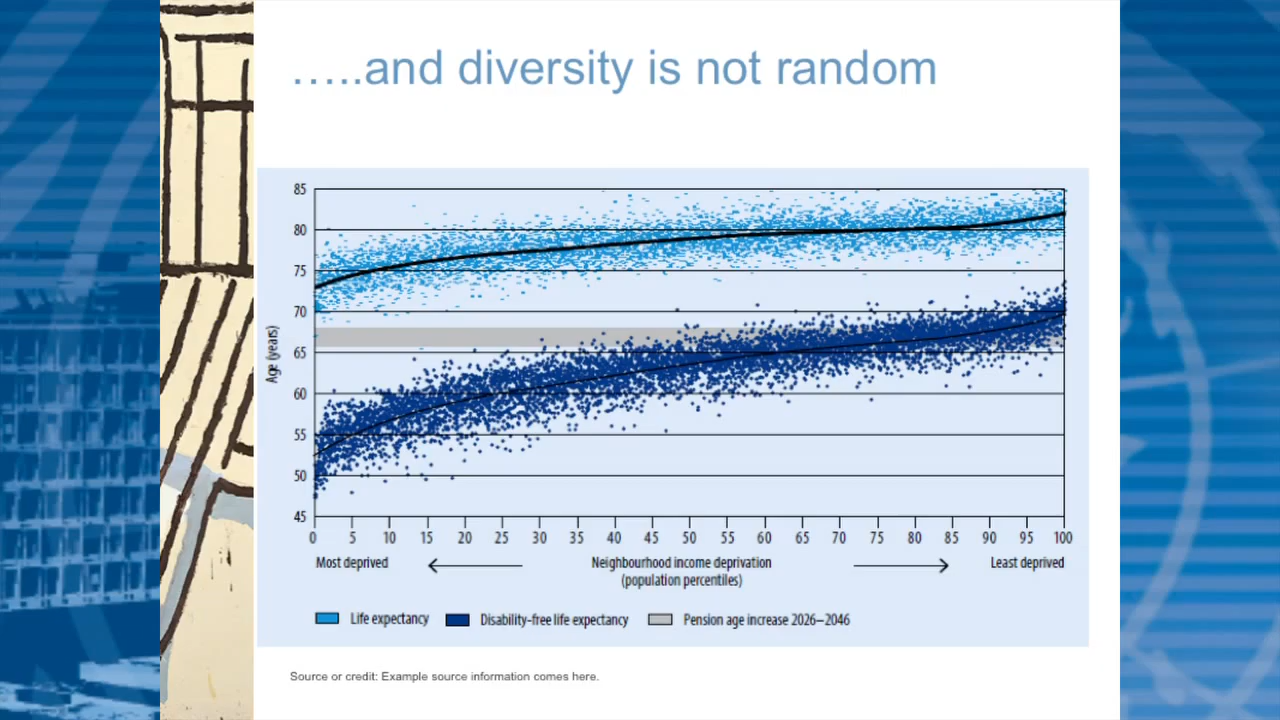 …..and diversity is not random
85
80
75
70
65
60
55
50
45
Age (years)
0 5 10 15 20 25 30 35 40 45 50 55 60 65 70 75 80 85 90 95 100
Most deprived
Neighbourhood income deprivation
(population percentiles)
Least deprived
Life expectancy
Disability-free life expectancy
Pension age increase 2026–2046
Source or credit: Example source information comes here.